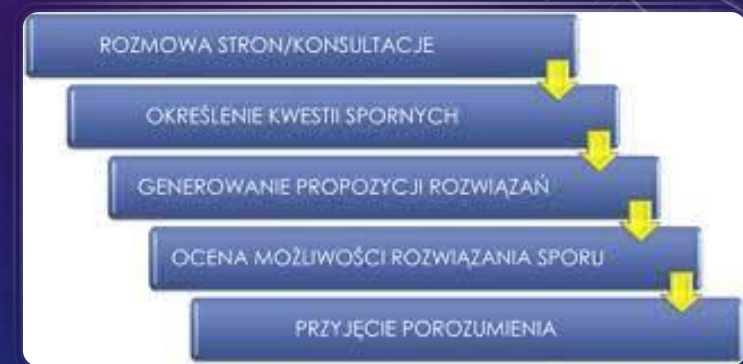 ROZMOWA STRON/KONSULTACJE
OKREŚLENIE KWESTII SPORNYCH
GENEROWANIE PROPOZYCJI ROZWIĄZAŃ
OCENA MOŻLIWOŚCI ROZWIĄZANIA SPORU
PRZYJĘCIE POROZUMIENIA